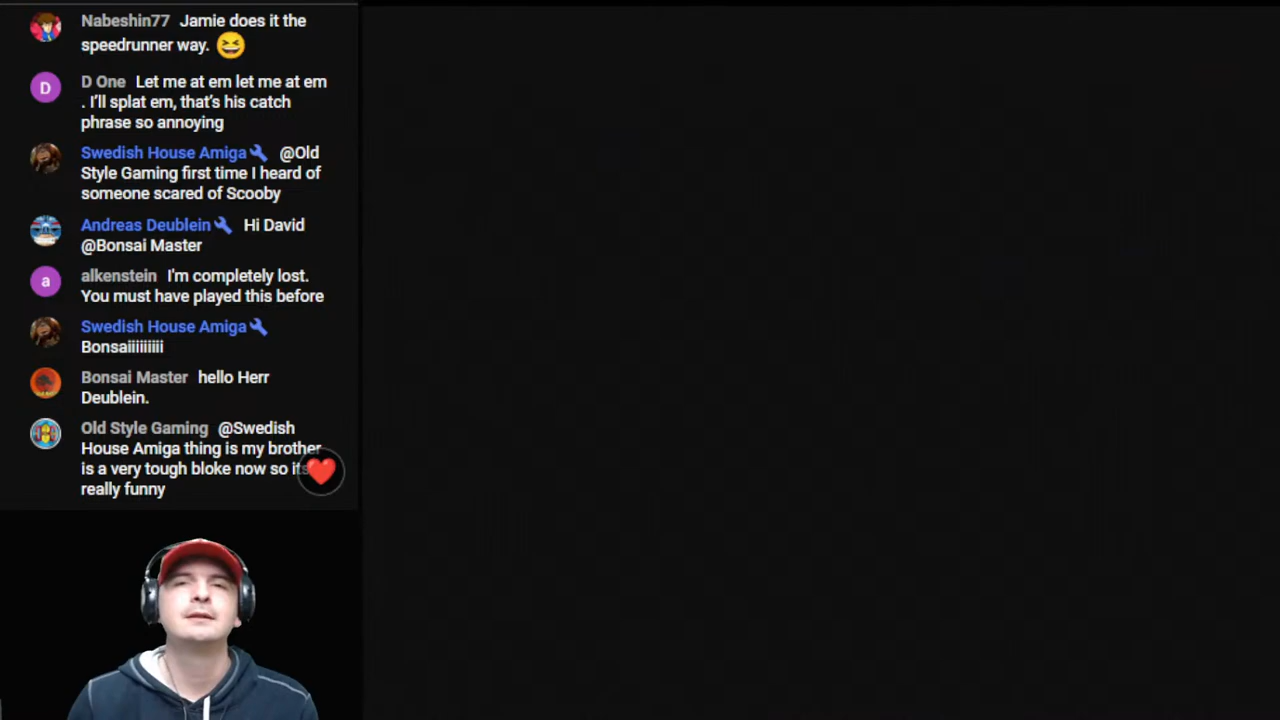 Nabeshin77 Jamie does it the
speedrunner way. 😆
D
D One Let me at em let me at em
. I’ll splat em, that’s his catch
phrase so annoying
Swedish House Amiga @Old
Style Gaming first time I heard of
someone scared of Scooby
Andreas Deublein Hi David
@Bonsai Master
a
alkenstein I'm completely lost.
You must have played this before
Swedish House Amiga
Bonsaiiiiiiiii
Bonsai Master hello Herr
Deublein.
Old Style Gaming @Swedish
House Amiga thing is my brother
is a very tough bloke now so its
really funny